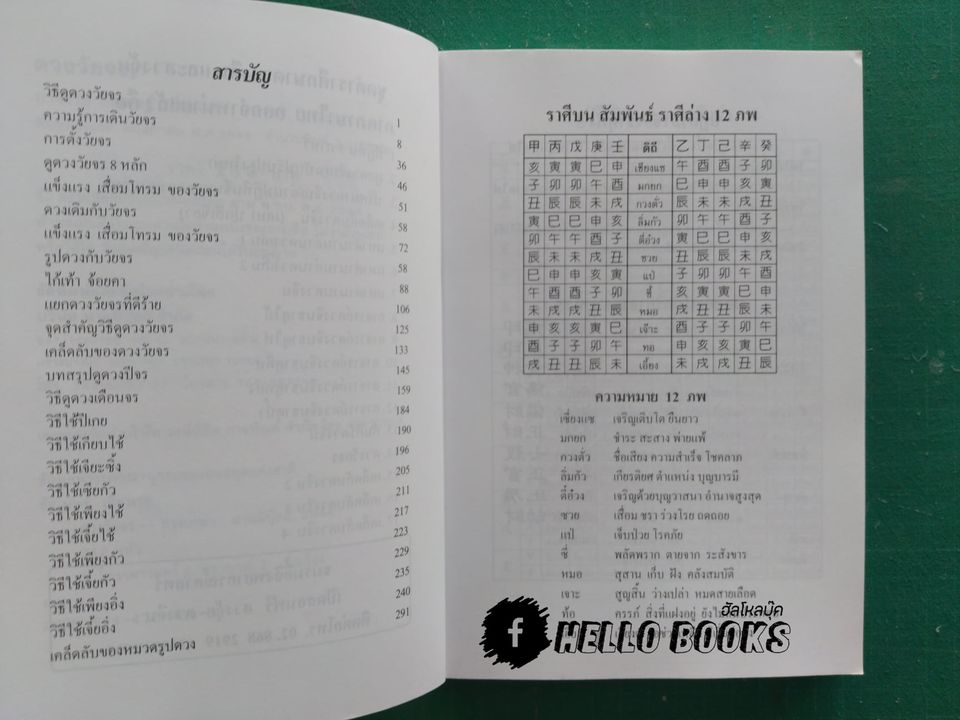 สารบัญ
วิธีดูดวงวัยจร
ความรู้การเดินวัยจร 1
การตั้งวัยจร 8
ดูดวงวัยจร 8 หลัก 36
แข็งแรง เสื่อมโทรม ของวัยจร 46
ดวงเดิมกับวัยจร 51
แข็งแรง เสื่อมโทรม ของวัยจร 58
รูปดวงกับวัยจร 72
ไก้เท้า จ้อยคา 58
แยกดวงวัยจรที่ดีร้าย 88
จุดสำคัญวิธีดูดวงวัยจร 106
เคล็ดลับของดวงวัยจร 125
บทสรุปดูดวงปีจร 133
วิธีดูดวงเดือนจร 145
วิธีใช้ปีเกย 159
วิธีใช้เกียบไช้ 184
วิธีใช้เจียะซิ้ง 190
วิธีใช้เซียกัว 196
วิธีใช้เพียงไช้ 205
วิธีใช้เจี้ยไช้ 211
วิธีใช้เพียงกัว 217
วิธีใช้เจี้ยกัว 223
วิธีใช้เพียงอิ่ง 229
วิธีใช้เจี้ยอิ่ง 235
เคล็ดลับของหมวดรูปดวง 240
291
ราศีบน สัมพันธ์ ราศีล่าง 12 ภพ
甲 丙 戊 庚 壬 ดิถี 乙 丁 己 辛 癸
亥 寅 寅 巳 申 เชียงแซ 午 酉 酉 子 卯
子 卯 卯 午 酉 มกยก 巳 申 申 亥 寅
丑 辰 辰 未 戌 กวงตั่ว 辰 未 未 戌 丑
寅 巳 巳 申 亥 ลิ่มกัว 卯 午 午 酉 子
卯 午 午 酉 子 ตี่อ๋วง 寅 巳 巳 申 亥
辰 未 未 戌 丑 ซวย 丑 辰 辰 未 戌
巳 申 申 亥 寅 แป่ 子 卯 卯 午 酉
午 酉 酉 子 卯 ซี้ 亥 寅 寅 巳 申
未 戌 戌 丑 辰 หมอ 戌 丑 丑 辰 未
申 亥 亥 寅 巳 เจ๊าะ 酉 子 子 卯 午
酉 子 子 卯 午 ทอ 申 亥 亥 寅 巳
戌 丑 丑 辰 未 เอี้ยง 未 戌 戌 丑 辰
ความหมาย 12 ภพ
เชี่ยงแซ เจริญเติบโต ยืนยาว
มกยก ชำระ สะสาง พ่ายแพ้
กวงตั่ว ชื่อเสียง ความสำเร็จ โชคลาภ
ลิ่มกัว เกียรติยศ ตำแหน่ง บุญบารมี
ตี่อ๋วง เจริญด้วยบุญวาสนา อำนาจสูงสุด
ซวย เสื่อม ชรา ร่วงโรย ถดถอย
แป่ เจ็บป่วย โรคภัย
ซี่ พลัดพราก ตายจาก ระสังขาร
หมอ สุสาน เก็บ ฝัง คลังสมบัติ
เจาะ สูญสิ้น ว่างเปล่า หมดสายเลือด
ท้อ ครรภ์ สิ่งที่แฝงอยู่
ฮัลโหลบุ๊ค
f HELLO BOOKS